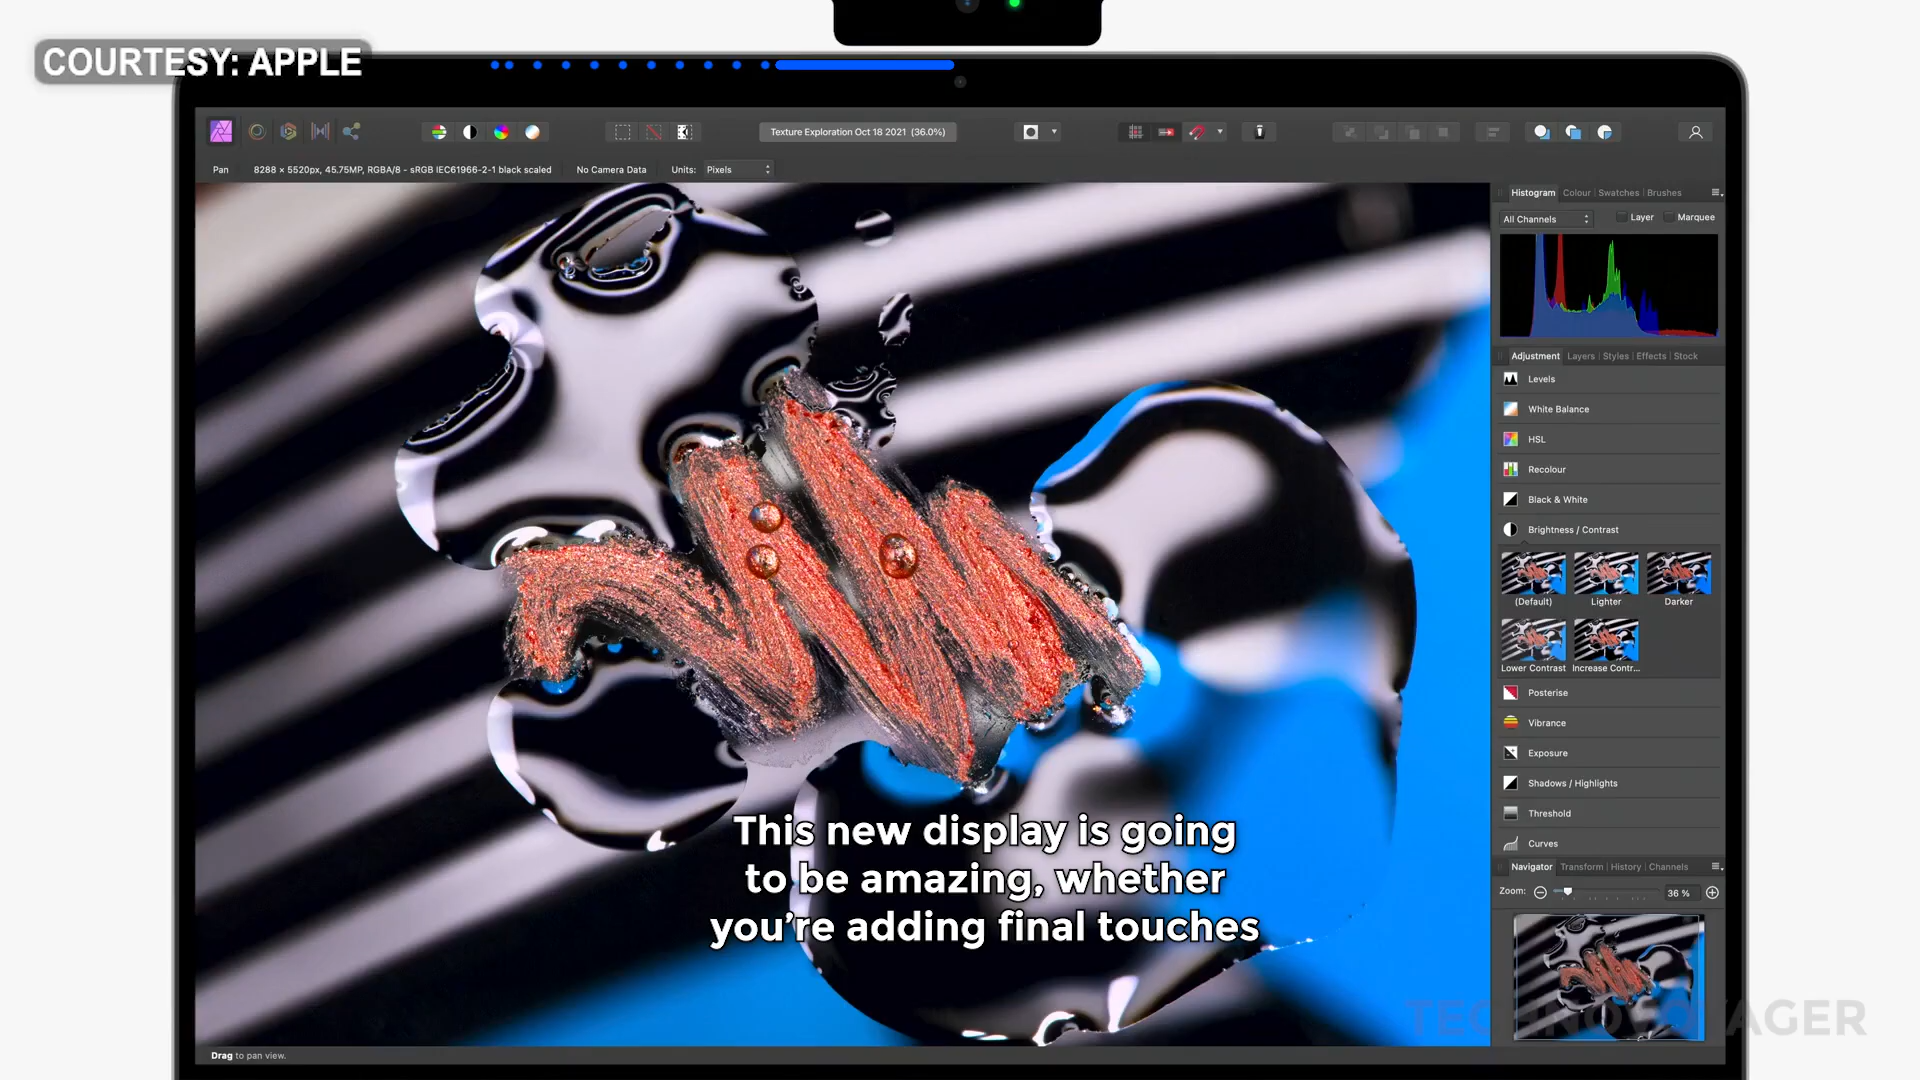 COURTESY: APPLE
Texture Exploration Oct 18 2021 (36.0%)
Pan 8288 × 5520px, 45.75MP, RGBA/8 - sRGB IEC61966-2-1 black scaled No Camera Data Units: Pixels
Histogram Colour Swatches Brushes
All Channels Layer Marquee
Adjustment Layers Styles Effects Stock
Levels
White Balance
HSL
Recolour
Black & White
Brightness / Contrast
(Default) Lighter Darker
Lower Contrast Increase Contr...
Posterise
Vibrance
Exposure
Shadows / Highlights
Threshold
Curves
Navigator Transform History Channels
Zoom: 36 %
This new display is going
to be amazing, whether
you're adding final touches
TECHNOVOYAGER
Drag to pan view.